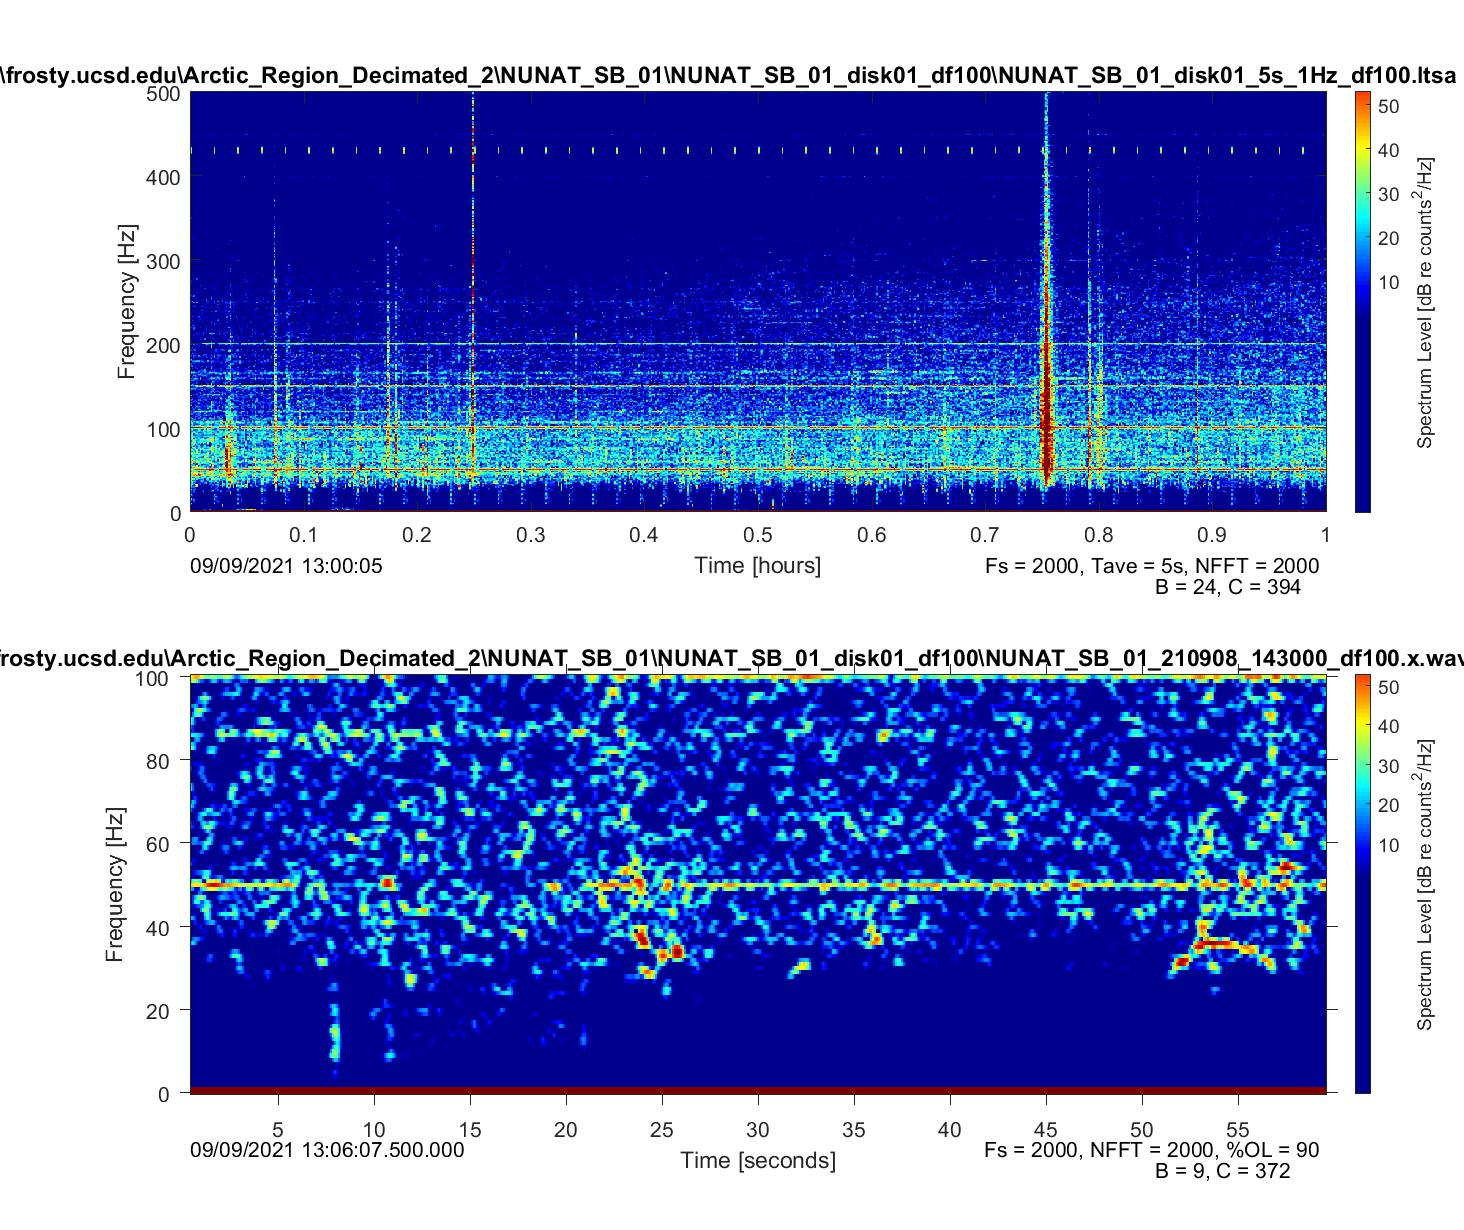 \frosty.ucsd.edu\Arctic_Region_Decimated_2\NUNAT_SB_01\NUNAT_SB_01_disk01_df100\NUNAT_SB_01_disk01_5s_1Hz_df100.ltsa
500
400
300
200
100
0
Frequency [Hz]
0 0.1 0.2 0.3 0.4 0.5 0.6 0.7 0.8 0.9 1
09/09/2021 13:00:05
Time [hours]
Fs = 2000, Tave = 5s, NFFT = 2000
B = 24, C = 394
50
40
30
20
10
Spectrum Level [dB re counts²/Hz]
frosty.ucsd.edu\Arctic_Region_Decimated_2\NUNAT_SB_01\NUNAT_SB_01_disk01_df100\NUNAT_SB_01_210908_143000_df100.x.wav
100
80
60
40
20
0
Frequency [Hz]
5 10 15 20 25 30 35 40 45 50 55
09/09/2021 13:06:07.500.000
Time [seconds]
Fs = 2000, NFFT = 2000, %OL = 90
B = 9, C = 372
50
40
30
20
10
Spectrum Level [dB re counts²/Hz]